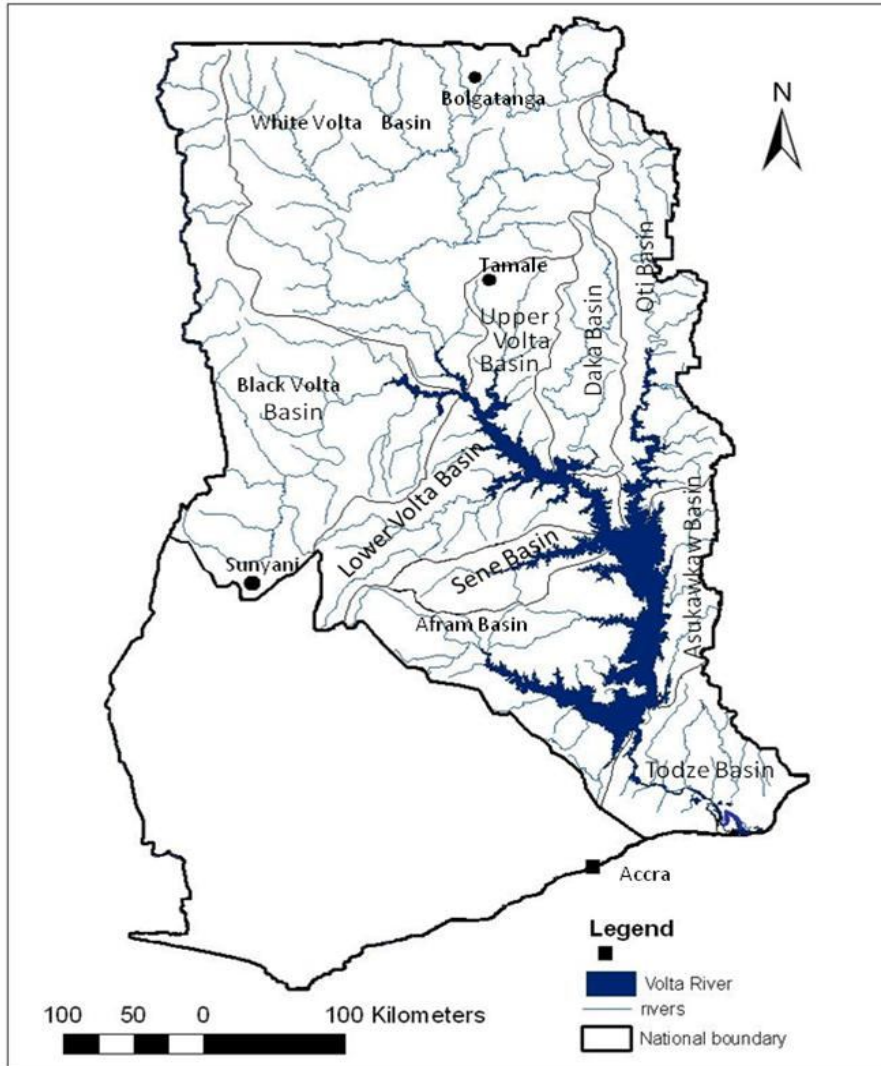 Bolgatanga
White Volta Basin
N
Tamale
Upper
Volta
Basin
Daka Basin
Oti Basin
Black Volta
Basin
Lower Volta Basin
Sene Basin
Asukawkaw Basin
Sunyani
Afram Basin
Todze Basin
Accra
Legend
Volta River
rivers
National boundary
100 50 0 100 Kilometers